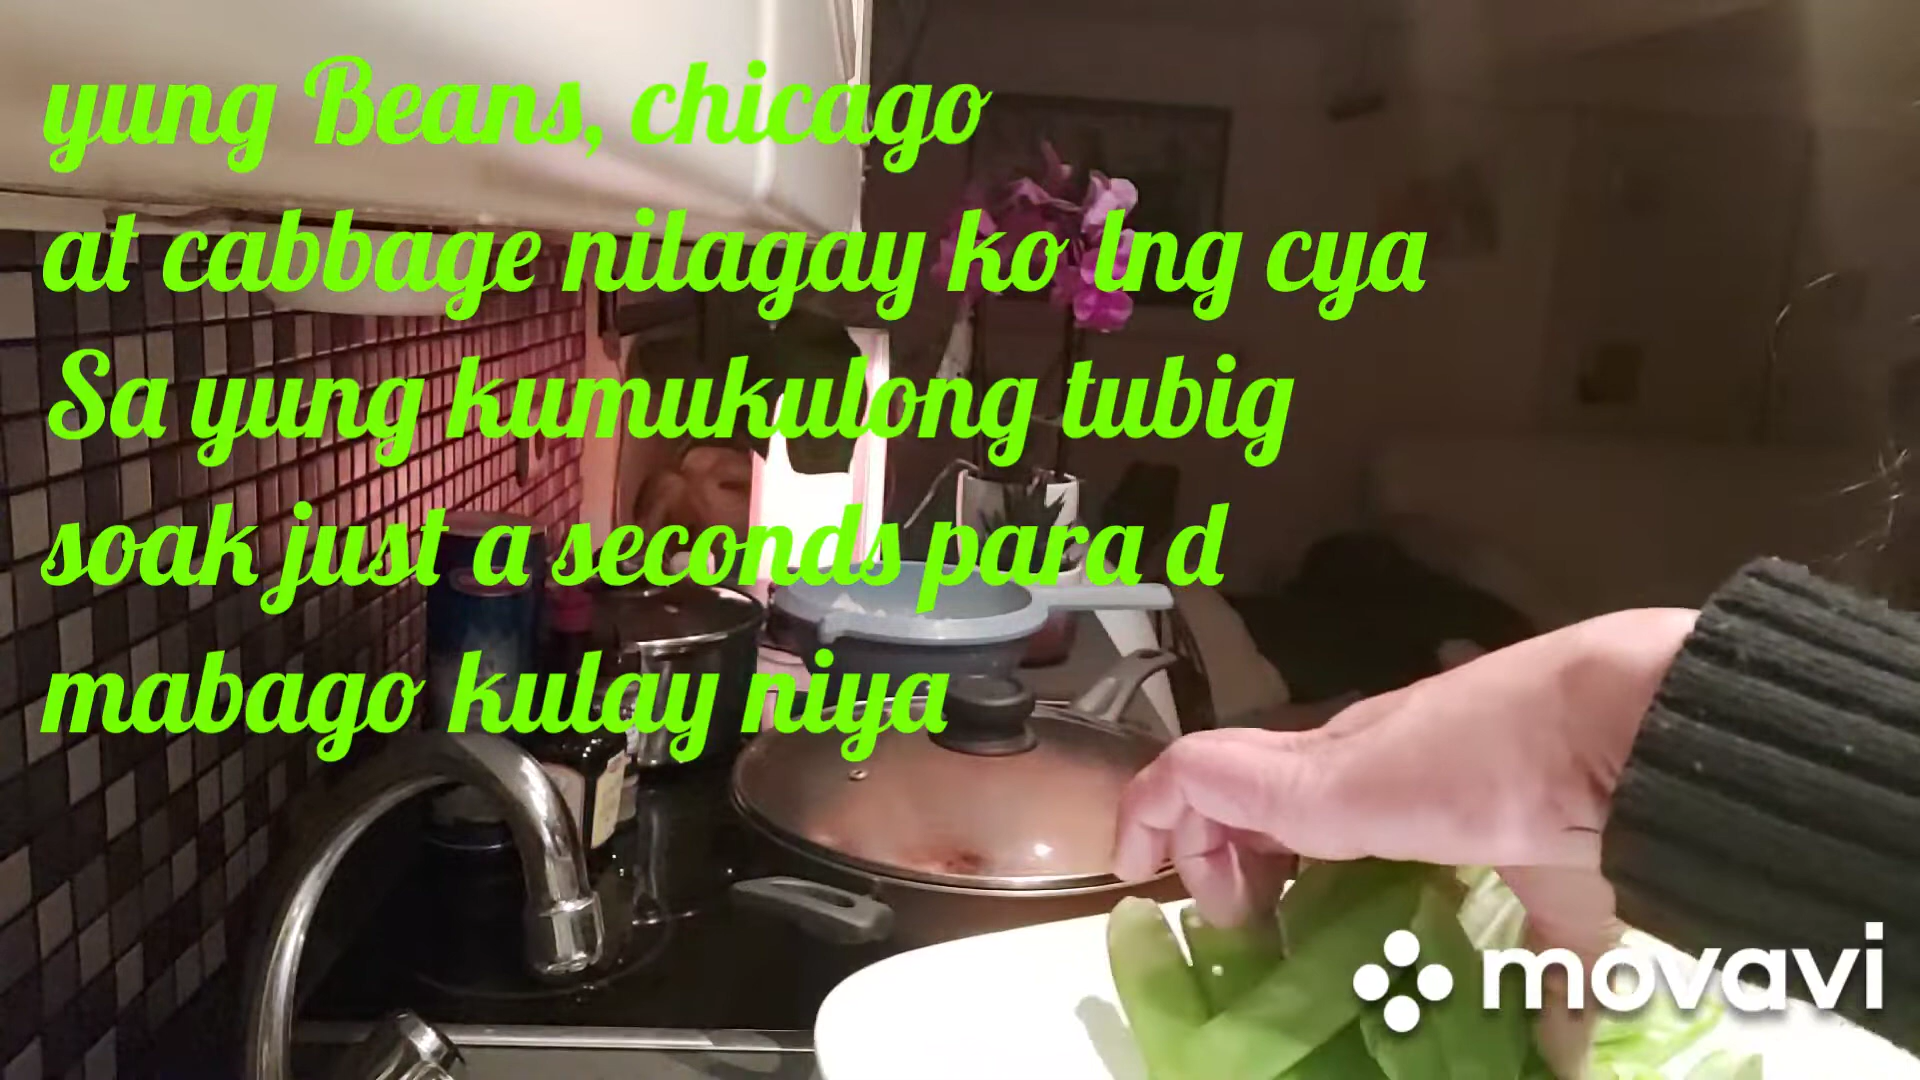 yung Beans, chicago
at cabbage nilagay ko lng cya
Sa yung kumukulong tubig
soak just a seconds para d
mabago kulay niya
movavi